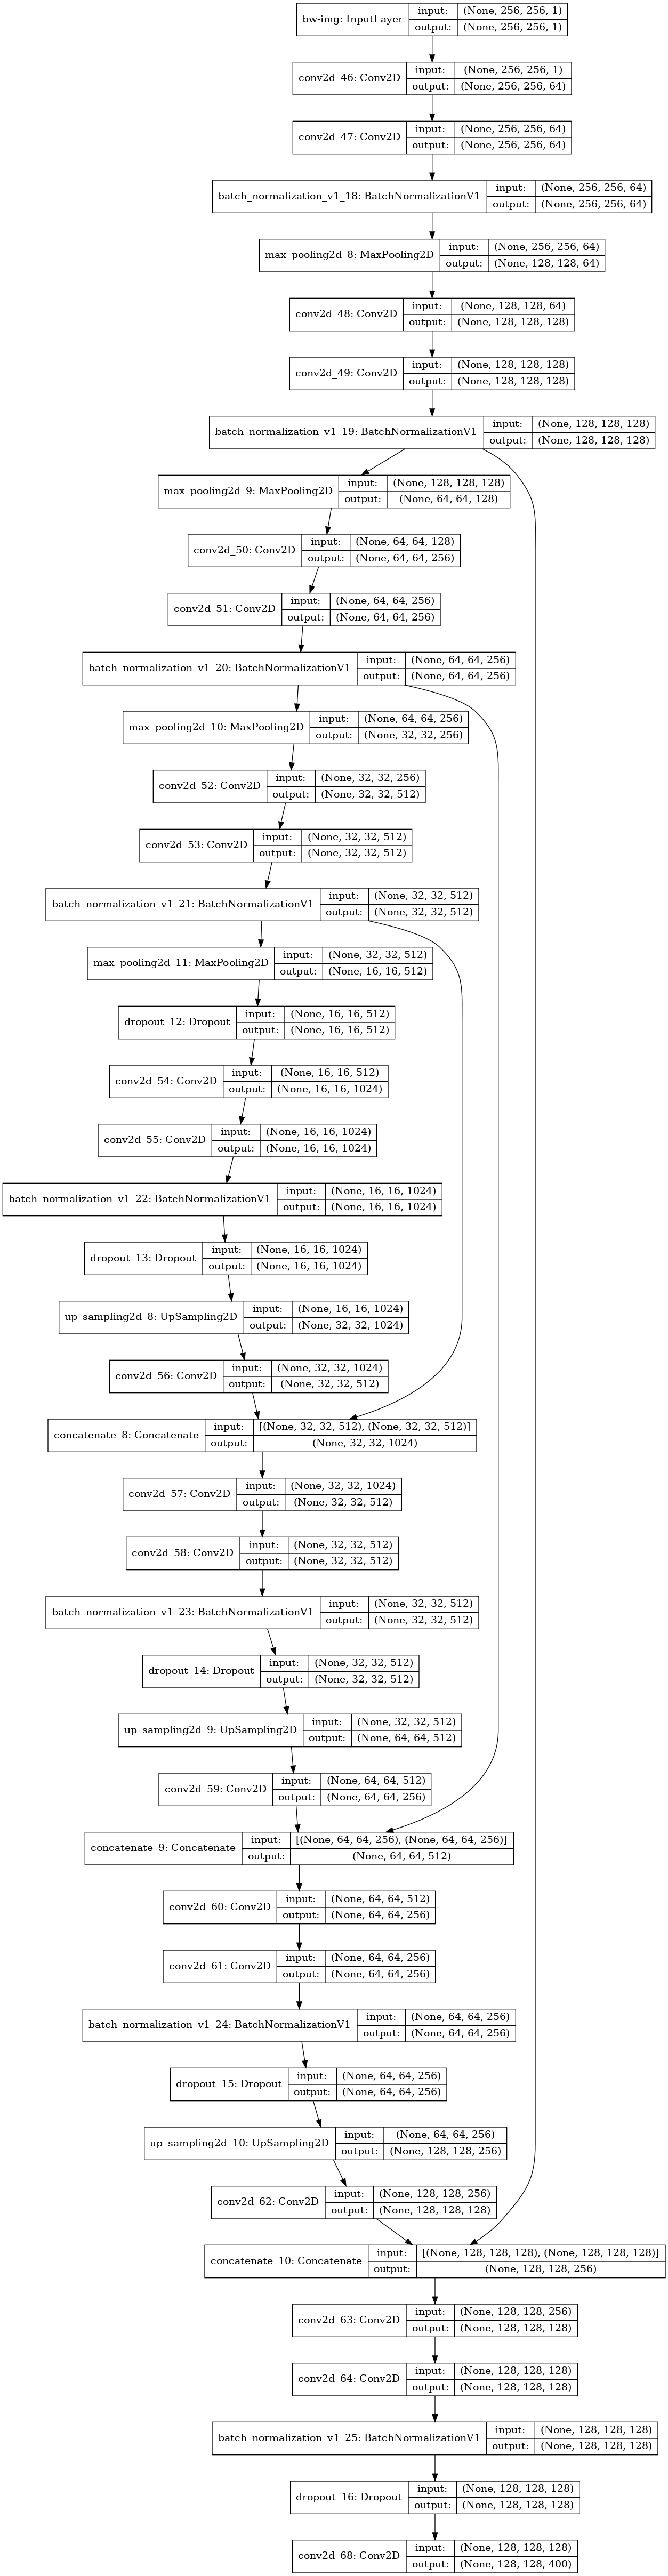 bw-img: InputLayer
input: (None, 256, 256, 1)
output: (None, 256, 256, 1)
conv2d_46: Conv2D
input: (None, 256, 256, 1)
output: (None, 256, 256, 64)
conv2d_47: Conv2D
input: (None, 256, 256, 64)
output: (None, 256, 256, 64)
batch_normalization_v1_18: BatchNormalizationV1
input: (None, 256, 256, 64)
output: (None, 256, 256, 64)
max_pooling2d_8: MaxPooling2D
input: (None, 256, 256, 64)
output: (None, 128, 128, 64)
conv2d_48: Conv2D
input: (None, 128, 128, 64)
output: (None, 128, 128, 128)
conv2d_49: Conv2D
input: (None, 128, 128, 128)
output: (None, 128, 128, 128)
batch_normalization_v1_19: BatchNormalizationV1
input: (None, 128, 128, 128)
output: (None, 128, 128, 128)
max_pooling2d_9: MaxPooling2D
input: (None, 128, 128, 128)
output: (None, 64, 64, 128)
conv2d_50: Conv2D
input: (None, 64, 64, 128)
output: (None, 64, 64, 256)
conv2d_51: Conv2D
input: (None, 64, 64, 256)
output: (None, 64, 64, 256)
batch_normalization_v1_20: BatchNormalizationV1
input: (None, 64, 64, 256)
output: (None, 64, 64, 256)
max_pooling2d_10: MaxPooling2D
input: (None, 64, 64, 256)
output: (None, 32, 32, 256)
conv2d_52: Conv2D
input: (None, 32, 32, 256)
output: (None, 32, 32, 512)
conv2d_53: Conv2D
input: (None, 32, 32, 512)
output: (None, 32, 32, 512)
batch_normalization_v1_21: BatchNormalizationV1
input: (None, 32, 32, 512)
output: (None, 32, 32, 512)
max_pooling2d_11: MaxPooling2D
input: (None, 32, 32, 512)
output: (None, 16, 16, 512)
dropout_12: Dropout
input: (None, 16, 16, 512)
output: (None, 16, 16, 512)
conv2d_54: Conv2D
input: (None, 16, 16, 512)
output: (None, 16, 16, 1024)
conv2d_55: Conv2D
input: (None, 16, 16, 1024)
output: (None, 16, 16, 1024)
batch_normalization_v1_22: BatchNormalizationV1
input: (None, 16, 16, 1024)
output: (None, 16, 16, 1024)
dropout_13: Dropout
input: (None, 16, 16, 1024)
output: (None, 16, 16, 1024)
up_sampling2d_8: UpSampling2D
input: (None, 16, 16, 1024)
output: (None, 32, 32, 1024)
conv2d_56: Conv2D
input: (None, 32, 32, 1024)
output: (None, 32, 32, 512)
concatenate_8: Concatenate
input: [(None, 32, 32, 512), (None, 32, 32, 512)]
output: (None, 32, 32, 1024)
conv2d_57: Conv2D
input: (None, 32, 32, 1024)
output: (None, 32, 32, 512)
conv2d_58: Conv2D
input: (None, 32, 32, 512)
output: (None, 32, 32, 512)
batch_normalization_v1_23: BatchNormalizationV1
input: (None, 32, 32, 512)
output: (None, 32, 32, 512)
dropout_14: Dropout
input: (None, 32, 32, 512)
output: (None, 32, 32, 512)
up_sampling2d_9: UpSampling2D
input: (None, 32, 32, 512)
output: (None, 64, 64, 512)
conv2d_59: Conv2D
input: (None, 64, 64, 512)
output: (None, 64, 64, 256)
concatenate_9: Concatenate
input: [(None, 64, 64, 256), (None, 64, 64, 256)]
output: (None, 64, 64, 512)
conv2d_60: Conv2D
input: (None, 64, 64, 512)
output: (None, 64, 64, 256)
conv2d_61: Conv2D
input: (None, 64, 64, 256)
output: (None, 64, 64, 256)
batch_normalization_v1_24: BatchNormalizationV1
input: (None, 64, 64, 256)
output: (None, 64, 64, 256)
dropout_15: Dropout
input: (None, 64, 64, 256)
output: (None, 64, 64, 256)
up_sampling2d_10: UpSampling2D
input: (None, 64, 64, 256)
output: (None, 128, 128, 256)
conv2d_62: Conv2D
input: (None, 128, 128, 256)
output: (None, 128, 128, 128)
concatenate_10: Concatenate
input: [(None, 128, 128, 128), (None, 128, 128, 128)]
output: (None, 128, 128, 256)
conv2d_63: Conv2D
input: (None, 128, 128, 256)
output: (None, 128, 128, 128)
conv2d_64: Conv2D
input: (None, 128, 128, 128)
output: (None, 128, 128, 128)
batch_normalization_v1_25: BatchNormalizationV1
input: (None, 128, 128, 128)
output: (None, 128, 128, 128)
dropout_16: Dropout
input: (None, 128, 128, 128)
output: (None, 128, 128, 128)
conv2d_68: Conv2D
input: (None, 128, 128, 128)
output: (None, 128, 128, 400)